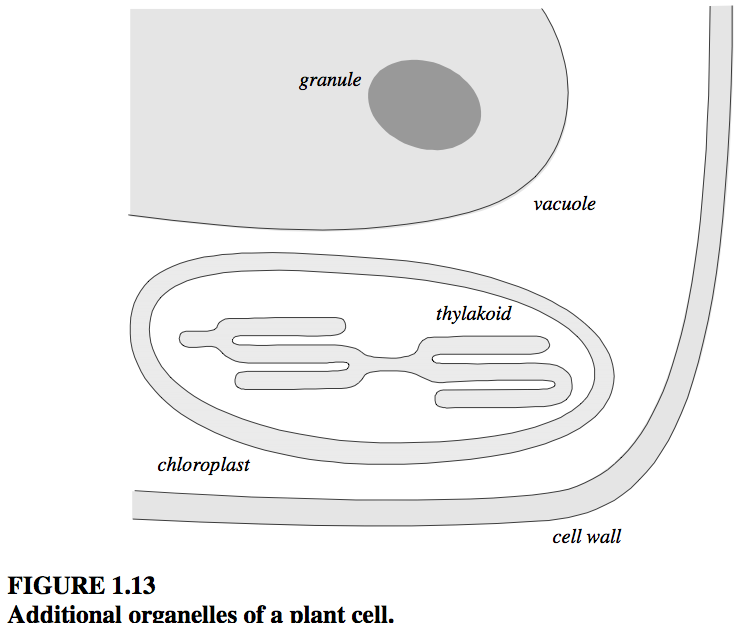 granule
vacuole
thylakoid
chloroplast
cell wall
FIGURE 1.13
Additional organelles of a plant cell.